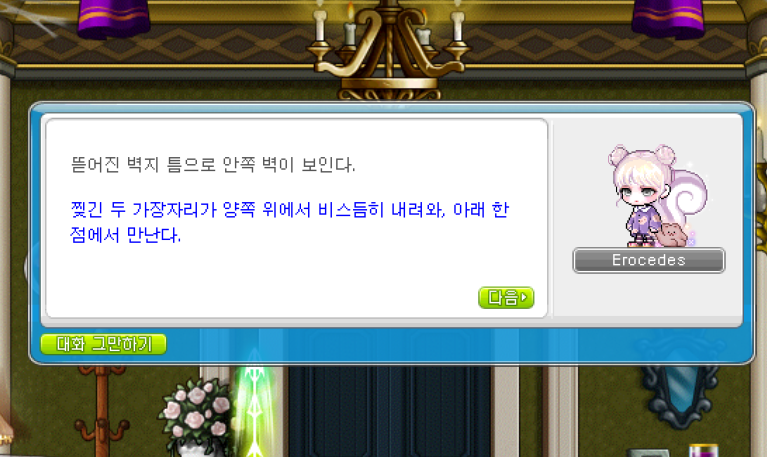 뜯어진 벽지 틈으로 안쪽 벽이 보인다.
찢긴 두 가장자리가 양쪽 위에서 비스듬히 내려와, 아래 한
점에서 만난다.
Erocedes
다음
대화 그만하기